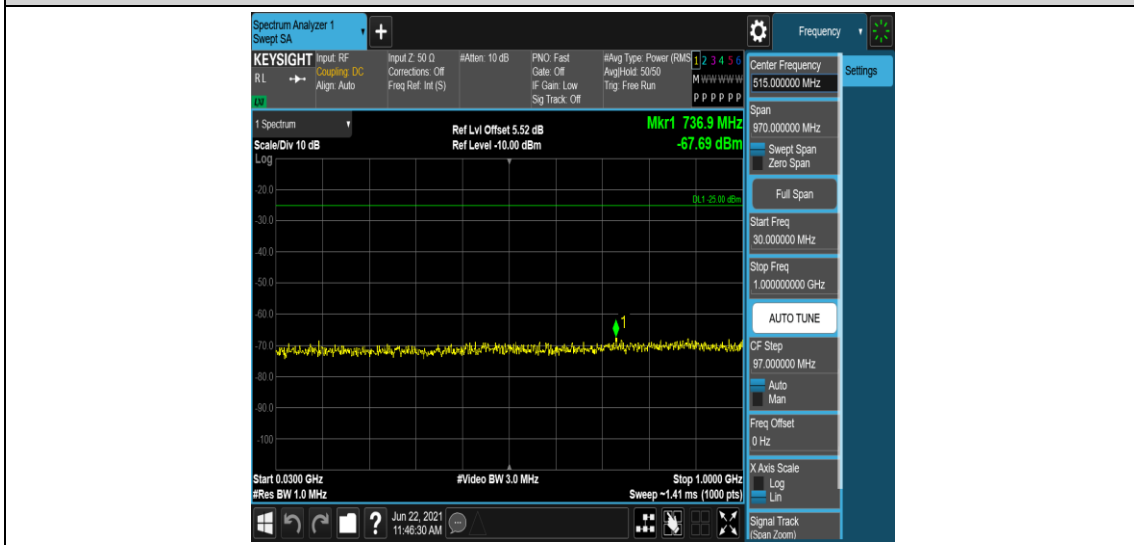 Spectrum Analyzer 1
Swept SA
+
Frequency
KEYSIGHT
RL
Input: RF
Coupling: DC
Align: Auto
Input Z: 50 Ω
Corrections: Off
Freq Ref: Int (S)
#Atten: 10 dB
PNO: Fast
Gate: Off
IF Gain: Low
Sig Track: Off
#Avg Type: Power (RMS
Avg|Hold: 50/50
Trig: Free Run
1 2 3 4 5 6
M W W W W W
P P P P P P
1 Spectrum
Scale/Div 10 dB
Log
Ref Lvl Offset 5.52 dB
Ref Level -10.00 dBm
Mkr1 736.9 MHz
-67.69 dBm
DL1 -25.00 dBm
-20.0
-30.0
-40.0
-50.0
-60.0
-70.0
-80.0
-90.0
-100
1
Start 0.0300 GHz
#Res BW 1.0 MHz
#Video BW 3.0 MHz
Stop 1.0000 GHz
Sweep ~1.41 ms (1000 pts)
Center Frequency
515.000000 MHz
Settings
Span
970.000000 MHz
Swept Span
Zero Span
Full Span
Start Freq
30.000000 MHz
Stop Freq
1.000000000 GHz
AUTO TUNE
CF Step
97.000000 MHz
Auto
Man
Freq Offset
0 Hz
X Axis Scale
Log
Lin
Signal Track
(Span Zoom)
?
Jun 22, 2021
11:46:30 AM